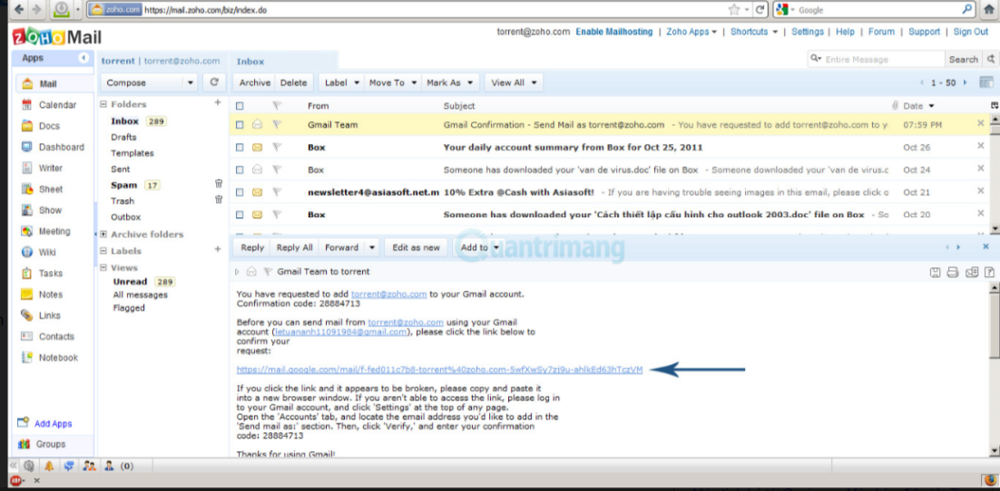 zoho.com https://mail.zoho.com/biz/index.do
Google
ZOHO Mail
torrent@zoho.com Enable Mailhosting | Zoho Apps | Shortcuts | Settings | Help | Forum | Support | Sign Out
Apps
torrent | torrent@zoho.com
Inbox
Entire Message
Search
Mail
Calendar
Docs
Dashboard
Writer
Sheet
Show
Meeting
Wiki
Tasks
Notes
Links
Contacts
Notebook
Add Apps
Groups
Compose
Folders
Inbox 289
Drafts
Templates
Sent
Spam 17
Trash
Outbox
Archive folders
Labels
Views
Unread 289
All messages
Flagged
Archive Delete Label Move To Mark As View All 1 - 50
From Subject Date
Gmail Team Gmail Confirmation - Send Mail as torrent@zoho.com - You have requested to add torrent@zoho.com to y 07:59 PM
Box Your daily account summary from Box for Oct 25, 2011 Oct 26
Box Someone has downloaded your 'van de virus.doc' file on Box - Someone downloaded your 'van de virus.c Oct 24
newsletter4@asiasoft.net.m 10% Extra @Cash with Asiasoft! - If you are having trouble seeing images in this email, please click o Oct 21
Box Someone has downloaded your 'Cách thiết lập cấu hình cho outlook 2003.doc' file on Box - So Oct 20
Reply Reply All Forward Edit as new Add to
Quantrimang
Gmail Team to torrent
You have requested to add torrent@zoho.com to your Gmail account.
Confirmation code: 28884713
Before you can send mail from torrent@zoho.com using your Gmail
account (letuananh11091984@gmail.com), please click the link below to
confirm your
request:
https://mail.google.com/mail/f-fed011c7b8-torrent%40zoho.com-SwfXwSy7zj9u-ahlkEd63hTczVM
If you click the link and it appears to be broken, please copy and paste it
into a new browser window. If you aren't able to access the link, please log in
to your Gmail account, and click 'Settings' at the top of any page.
Open the 'Accounts' tab, and locate the email address you'd like to add in the
'Send mail as:' section. Then, click 'Verify,' and enter your confirmation
code: 28884713
Thanks for using Gmail!
(0)
ABP